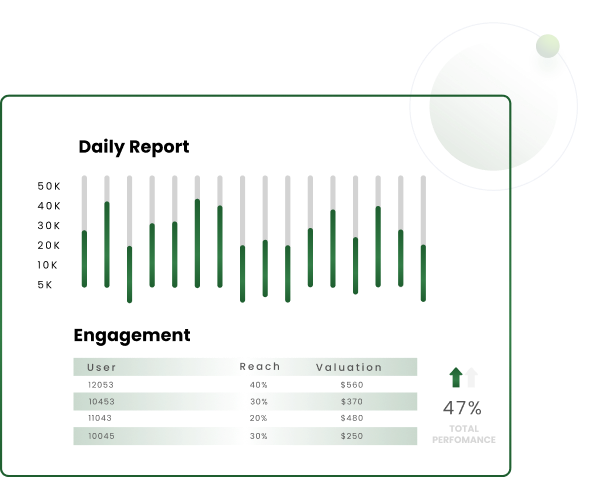 Daily Report
50K
40K
30K
20K
10K
5K
Engagement
User Reach Valuation
12053 40% $560
10453 30% $370
11043 20% $480
10045 30% $250
47%
TOTAL
PERFOMANCE